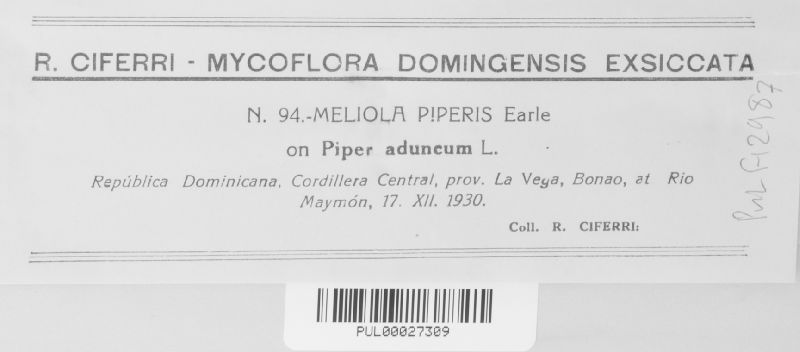 R. CIFERRI - MYCOFLORA DOMINGENSIS EXSICCATA
N. 94.-MELIOLA PIPERIS Earle
on Piper aduncum L.
República Dominicana, Cordillera Central, prov. La Vega, Bonao, at Rio
Maymón, 17. XII. 1930.
Coll. R. CIFERRI:
PUL F12987
PUL00027309